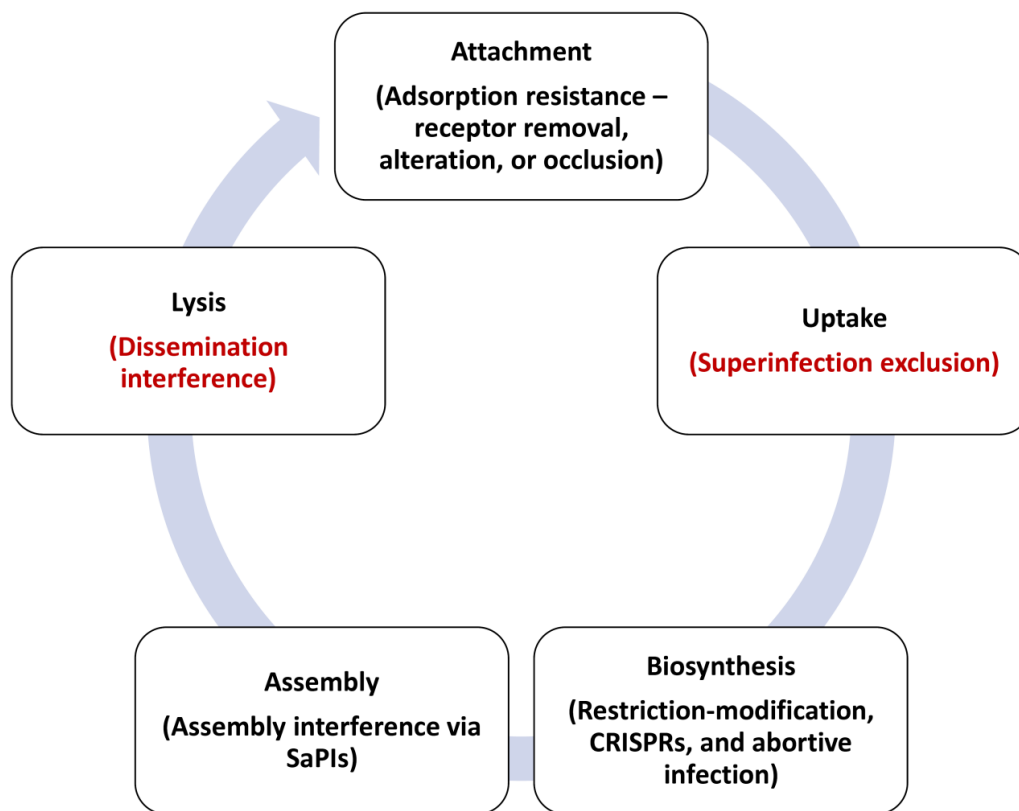 Attachment
(Adsorption resistance –
receptor removal,
alteration, or occlusion)
Uptake
(Superinfection exclusion)
Biosynthesis
(Restriction-modification,
CRISPRs, and abortive
infection)
Assembly
(Assembly interference via
SaPIs)
Lysis
(Dissemination
interference)